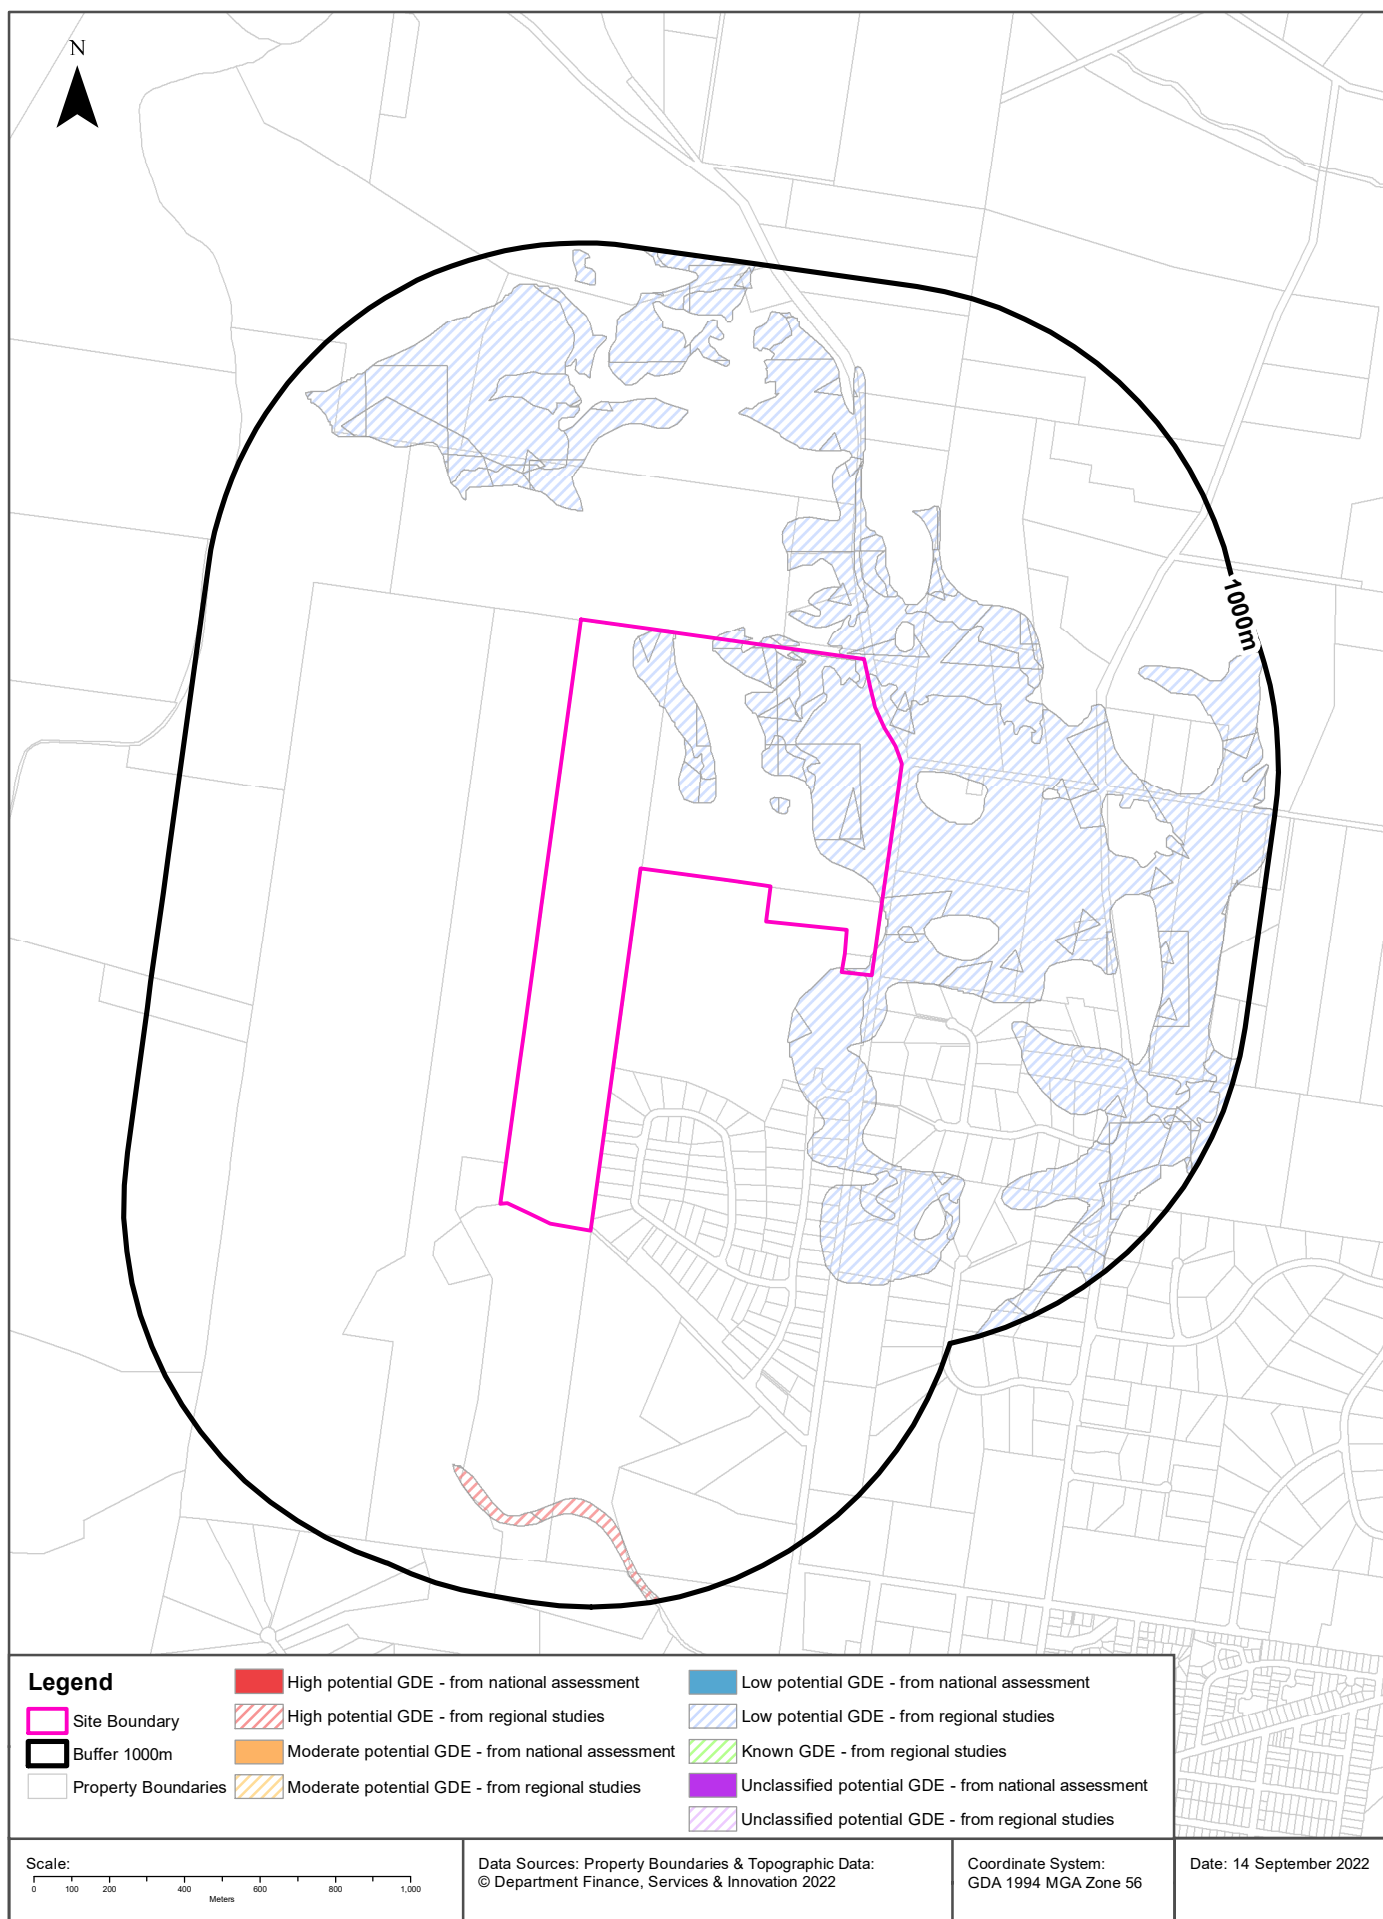 N
1000m
Legend
Site Boundary
Buffer 1000m
Property Boundaries
High potential GDE - from national assessment
High potential GDE - from regional studies
Moderate potential GDE - from national assessment
Moderate potential GDE - from regional studies
Low potential GDE - from national assessment
Low potential GDE - from regional studies
Known GDE - from regional studies
Unclassified potential GDE - from national assessment
Unclassified potential GDE - from regional studies
Scale:
0 100 200 400 600 800 1,000
Meters
Data Sources: Property Boundaries & Topographic Data:
© Department Finance, Services & Innovation 2022
Coordinate System:
GDA 1994 MGA Zone 56
Date: 14 September 2022